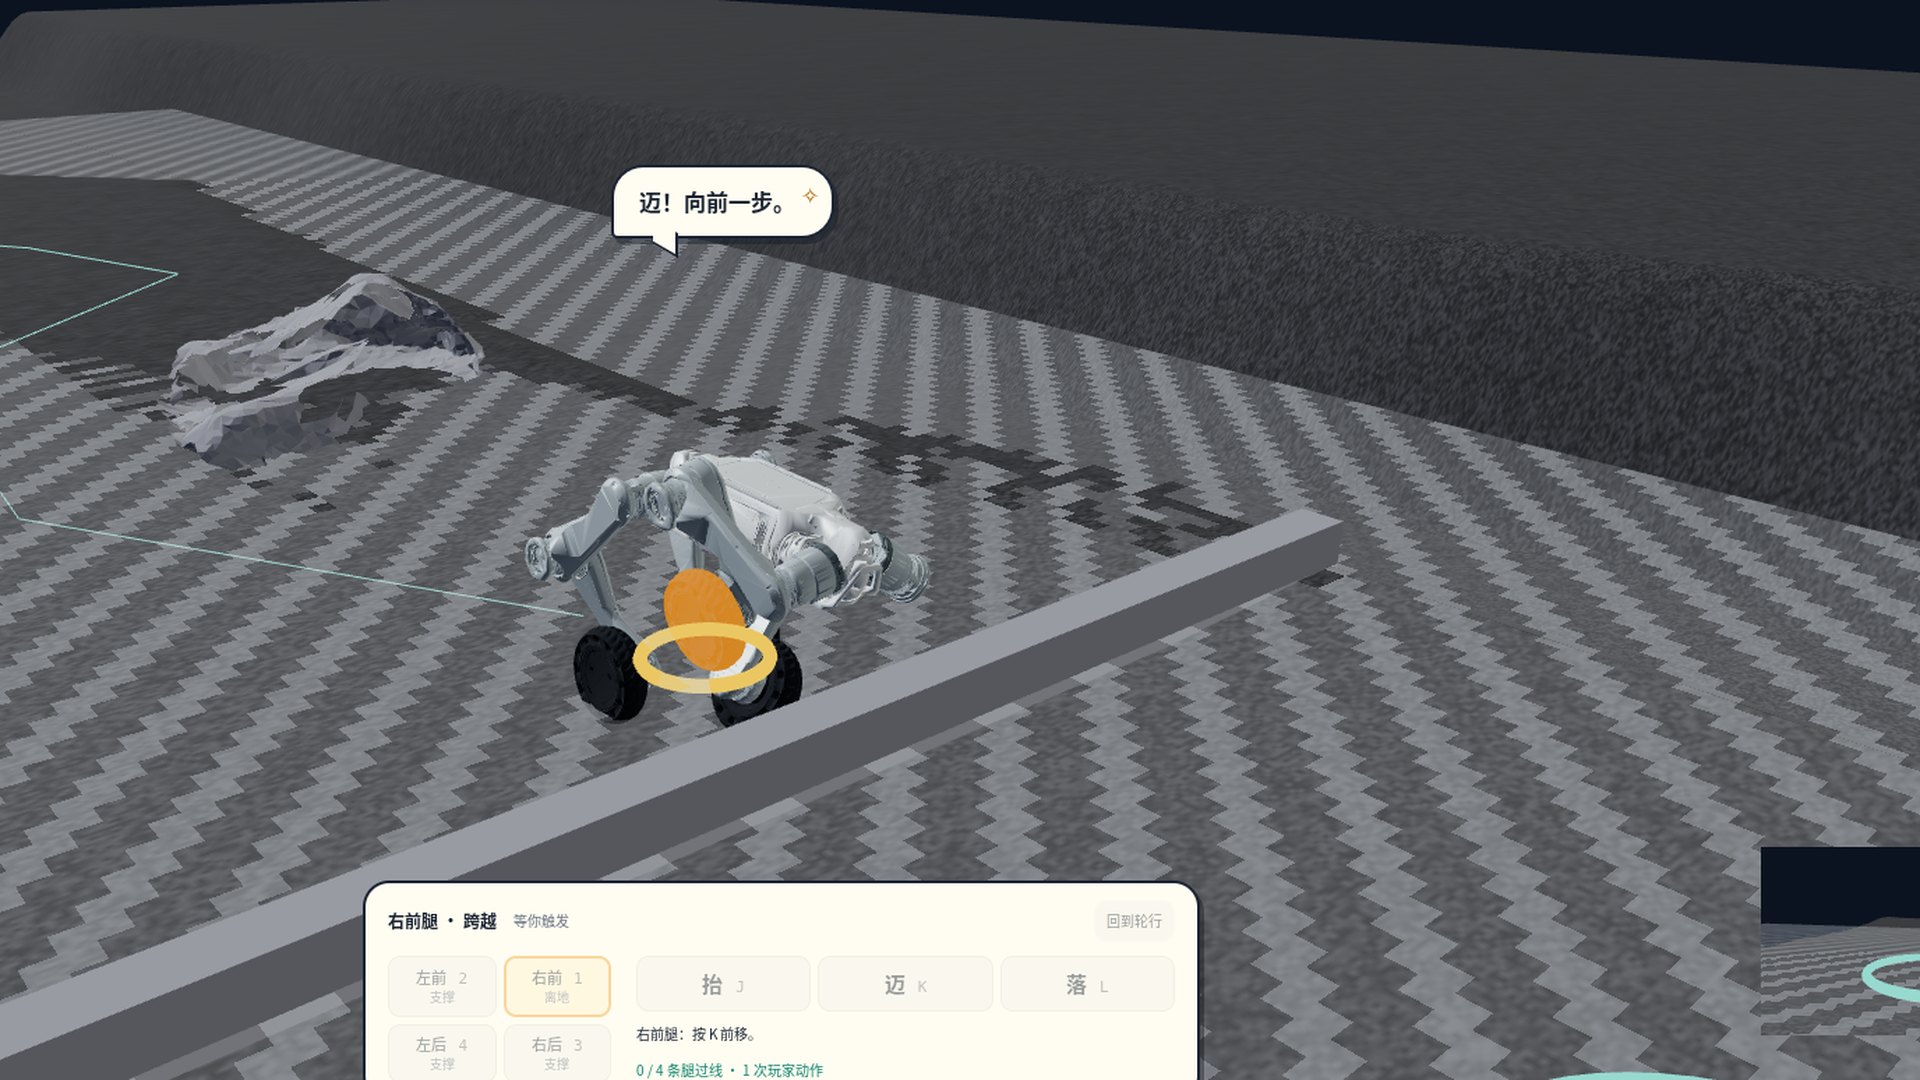 迈！向前一步。
右前腿 · 跨越 等你触发 回到轮行
左前 2 右前 1 抬 J 迈 K 落 L
支撑 离地
右前腿：按 K 前移。
左后 4 右后 3
支撑 支撑
0 / 4 条腿过线 · 1 次玩家动作